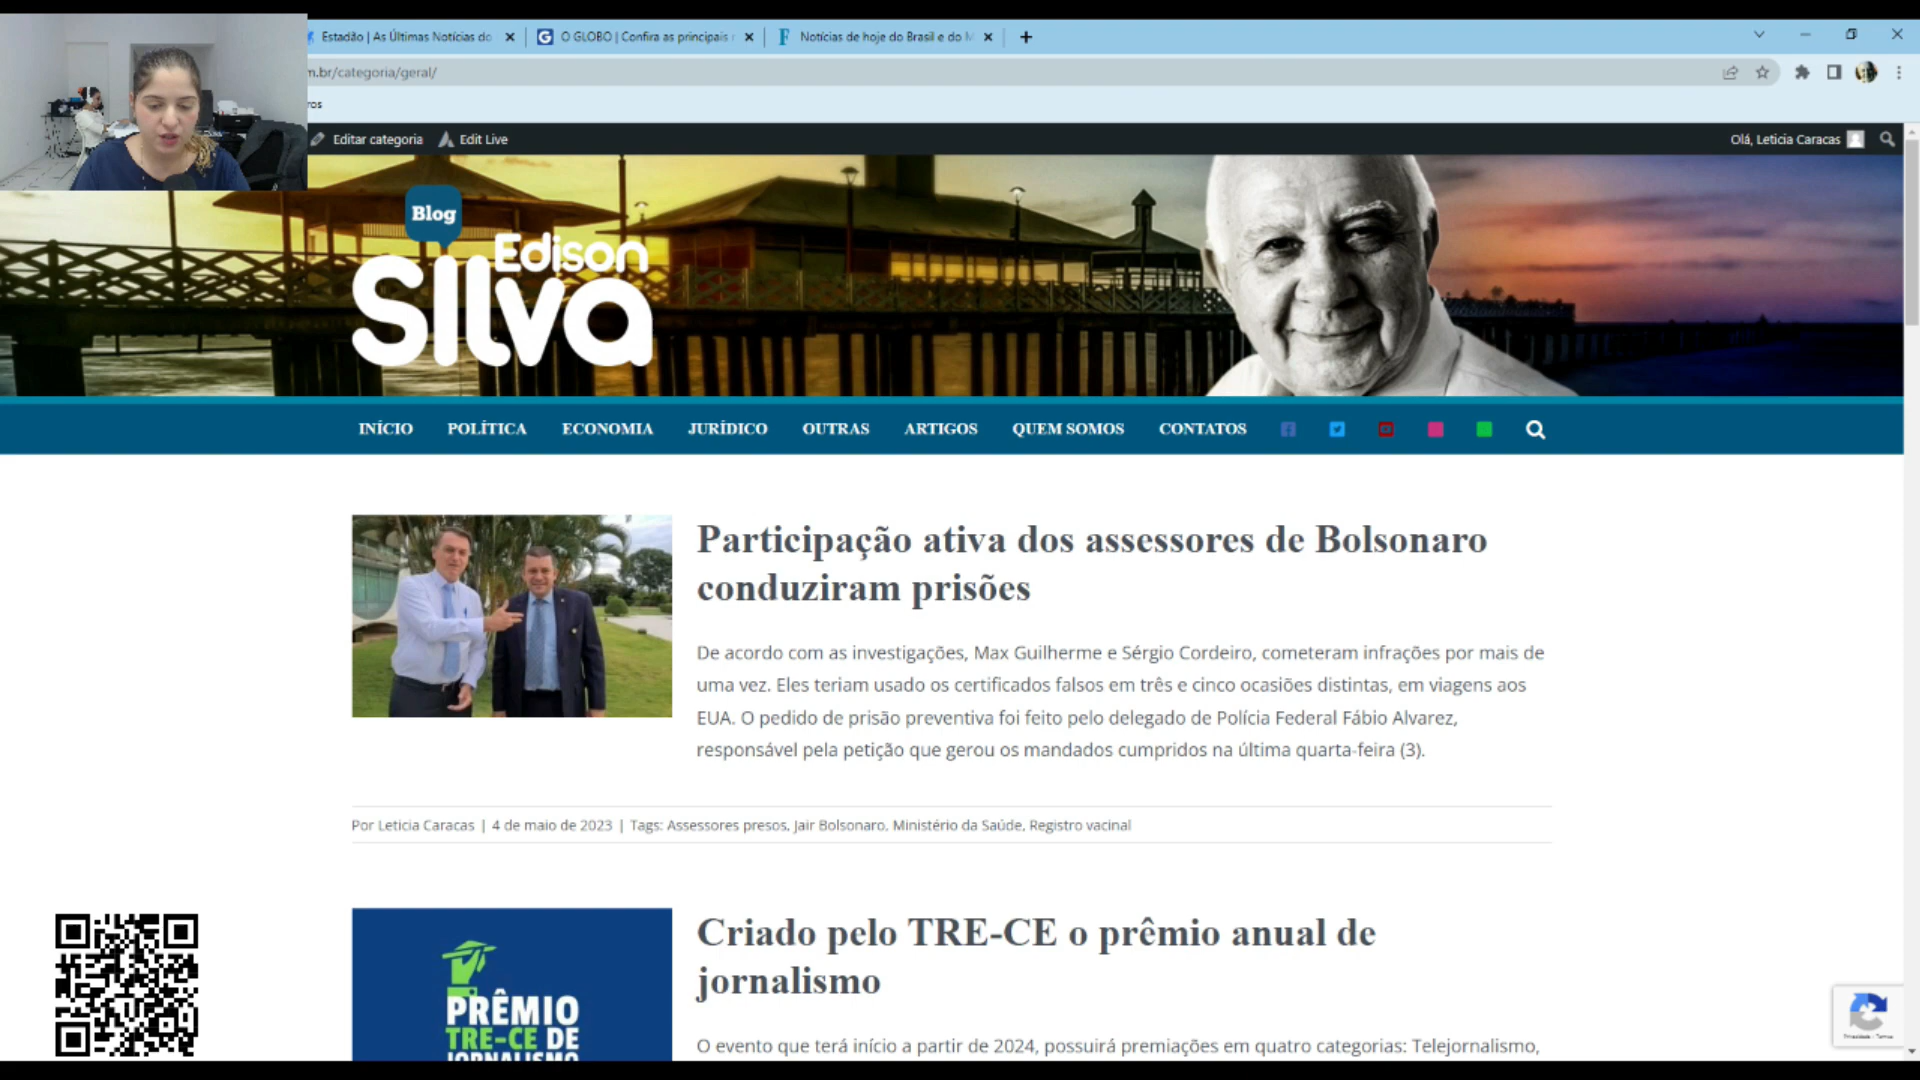 Estadão | As Últimas Notícias do
O GLOBO | Confira as principais
Notícias de hoje do Brasil e do M
m.br/categoria/geral/
ros
Editar categoria
Edit Live
Olá, Leticia Caracas
Blog
Edison
Silva
INÍCIO
POLÍTICA
ECONOMIA
JURÍDICO
OUTRAS
ARTIGOS
QUEM SOMOS
CONTATOS
Participação ativa dos assessores de Bolsonaro
conduziram prisões
De acordo com as investigações, Max Guilherme e Sérgio Cordeiro, cometeram infrações por mais de
uma vez. Eles teriam usado os certificados falsos em três e cinco ocasiões distintas, em viagens aos
EUA. O pedido de prisão preventiva foi feito pelo delegado de Polícia Federal Fábio Alvarez,
responsável pela petição que gerou os mandados cumpridos na última quarta-feira (3).
Por Leticia Caracas | 4 de maio de 2023 | Tags: Assessores presos, Jair Bolsonaro, Ministério da Saúde, Registro vacinal
PRÊMIO
TRE-CE DE
JORNALISMO
Criado pelo TRE-CE o prêmio anual de
jornalismo
O evento que terá início a partir de 2024, possuirá premiações em quatro categorias: Telejornalismo,